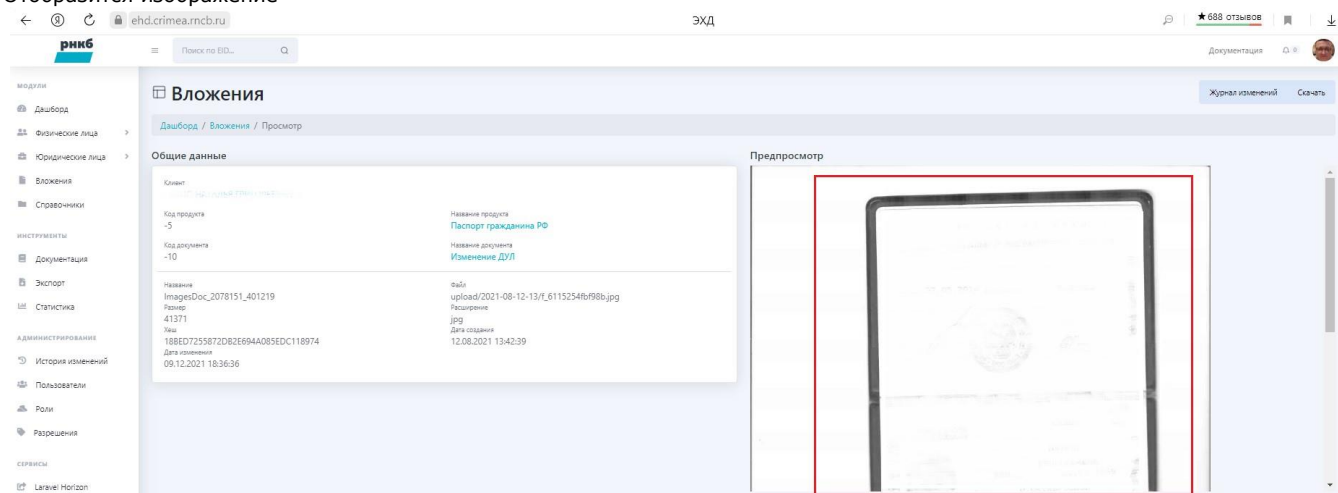 Отобразится изображение
ehd.crimea.rncb.ru
ЭХД
★688 отзывов
рнкб
Поиск по EID...
Документация
МОДУЛИ
Дашборд
Физические лица
Юридические лица
Вложения
Справочники
ИНСТРУМЕНТЫ
Документация
Экспорт
Статистика
АДМИНИСТРИРОВАНИЕ
История изменений
Пользователи
Роли
Разрешения
СЕРВИСЫ
Laravel Horizon
Вложения
Журнал изменений
Скачать
Дашборд / Вложения / Просмотр
Общие данные
Клиент
Код продукта
-5
Название продукта
Паспорт гражданина РФ
Код документа
-10
Название документа
Изменение ДУЛ
Название
ImagesDoc_2078151_401219
Размер
41371
Хеш
18BED7255872DB2E694A085EDC118974
Дата изменения
09.12.2021 18:36:36
Файл
upload/2021-08-12-13/f_6115254fbf98b.jpg
Расширение
jpg
Дата создания
12.08.2021 13:42:39
Предпросмотр